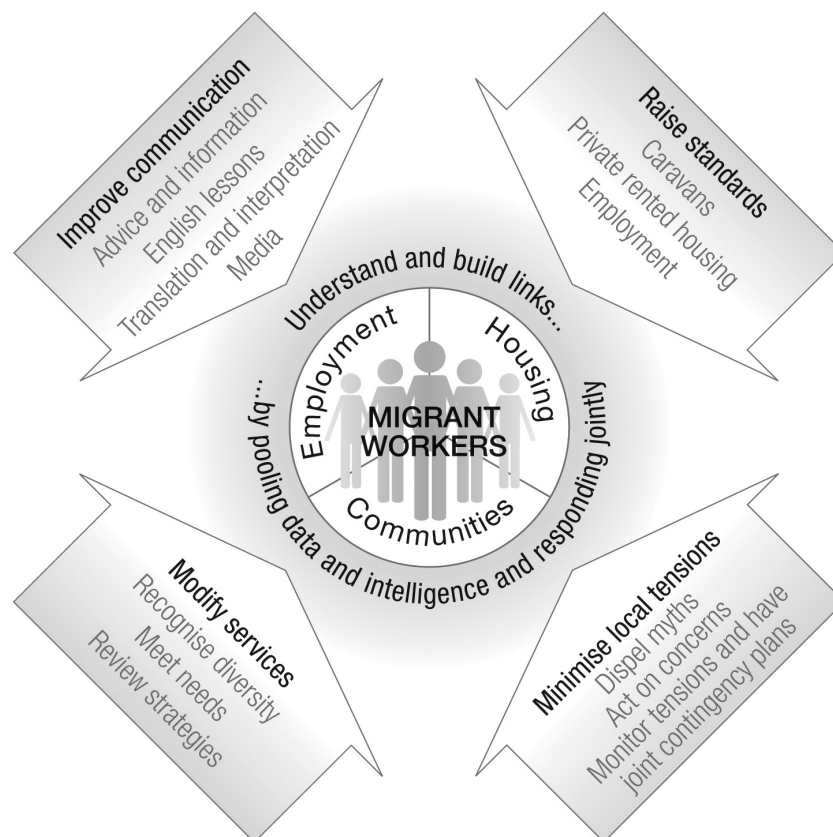 Improve communication
Advice and information
English lessons
Translation and interpretation
Media
Raise standards
Caravans
Private rented housing
Employment
Understand and build links...
...by pooling data and intelligence and responding jointly
Employment
Housing
Communities
MIGRANT
WORKERS
Modify services
Recognise diversity
Meet needs
Review strategies
Minimise local tensions
Dispel myths
Act on concerns
Monitor tensions and have
joint contingency plans